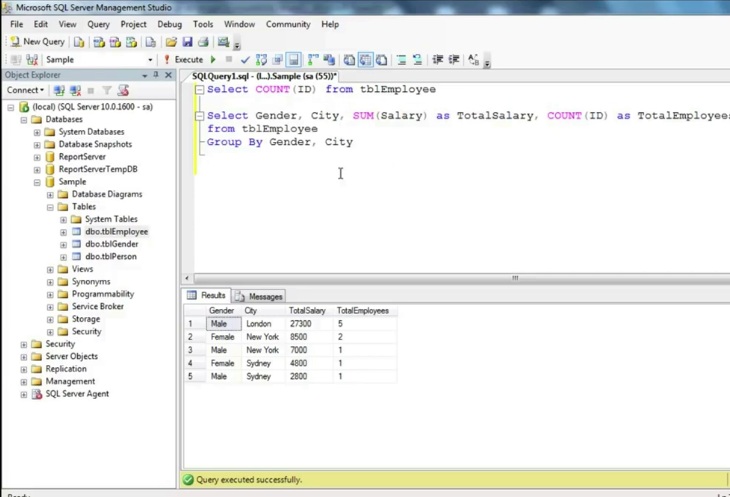 Microsoft SQL Server Management Studio
File Edit View Query Project Debug Tools Window Community Help
New Query
Sample Execute
Object Explorer
Connect
(local) (SQL Server 10.0.1600 - sa)
Databases
System Databases
Database Snapshots
ReportServer
ReportServerTempDB
Sample
Database Diagrams
Tables
System Tables
dbo.tblEmployee
dbo.tblGender
dbo.tblPerson
Views
Synonyms
Programmability
Service Broker
Storage
Security
Security
Server Objects
Replication
Management
SQL Server Agent
SQLQuery1.sql - (l...).Sample (sa (55))*
Select COUNT(ID) from tblEmployee
Select Gender, City, SUM(Salary) as TotalSalary, COUNT(ID) as TotalEmployees
from tblEmployee
Group By Gender, City
Results Messages
Gender City TotalSalary TotalEmployees
1 Male London 27300 5
2 Female New York 8500 2
3 Male New York 7000 1
4 Female Sydney 4800 1
5 Male Sydney 2800 1
Query executed successfully.